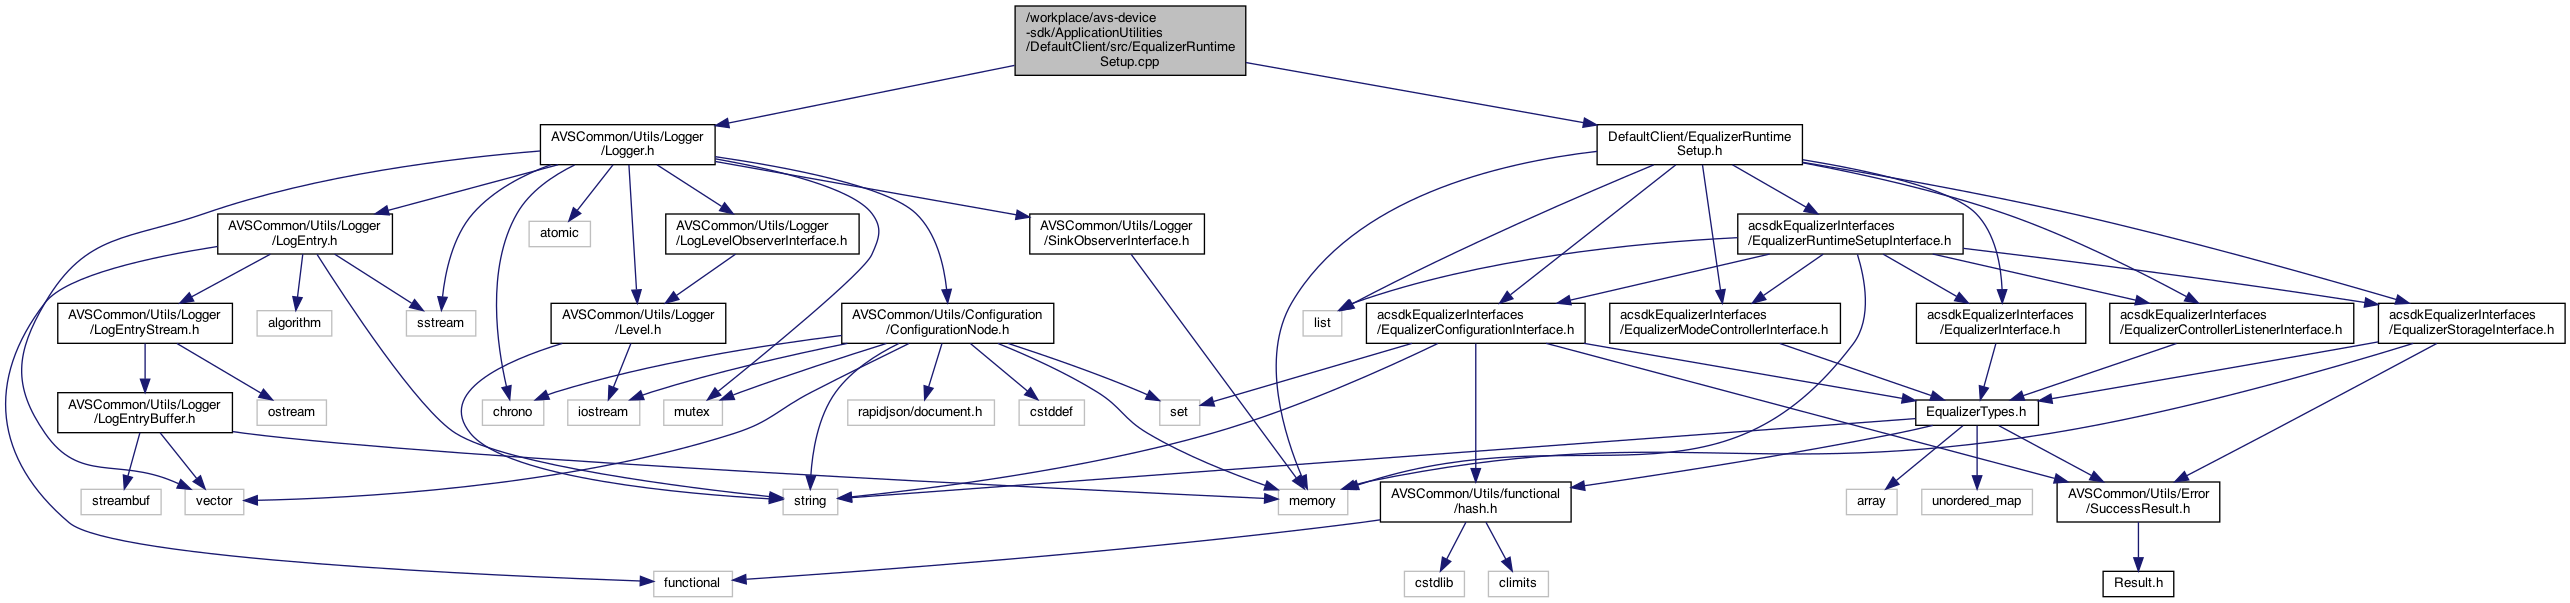 /workplace/avs-device
-sdk/ApplicationUtilities
/DefaultClient/src/EqualizerRuntime
Setup.cpp
AVSCommon/Utils/Logger
/Logger.h
DefaultClient/EqualizerRuntime
Setup.h
AVSCommon/Utils/Logger
/LogEntry.h
atomic
AVSCommon/Utils/Logger
/LogLevelObserverInterface.h
AVSCommon/Utils/Logger
/SinkObserverInterface.h
acsdkEqualizerInterfaces
/EqualizerRuntimeSetupInterface.h
AVSCommon/Utils/Logger
/LogEntryStream.h
algorithm
sstream
AVSCommon/Utils/Logger
/Level.h
AVSCommon/Utils/Configuration
/ConfigurationNode.h
list
acsdkEqualizerInterfaces
/EqualizerConfigurationInterface.h
acsdkEqualizerInterfaces
/EqualizerModeControllerInterface.h
acsdkEqualizerInterfaces
/EqualizerInterface.h
acsdkEqualizerInterfaces
/EqualizerControllerListenerInterface.h
acsdkEqualizerInterfaces
/EqualizerStorageInterface.h
AVSCommon/Utils/Logger
/LogEntryBuffer.h
ostream
chrono
iostream
mutex
rapidjson/document.h
cstddef
set
EqualizerTypes.h
streambuf
vector
string
memory
AVSCommon/Utils/functional
/hash.h
array
unordered_map
AVSCommon/Utils/Error
/SuccessResult.h
functional
cstdlib
climits
Result.h